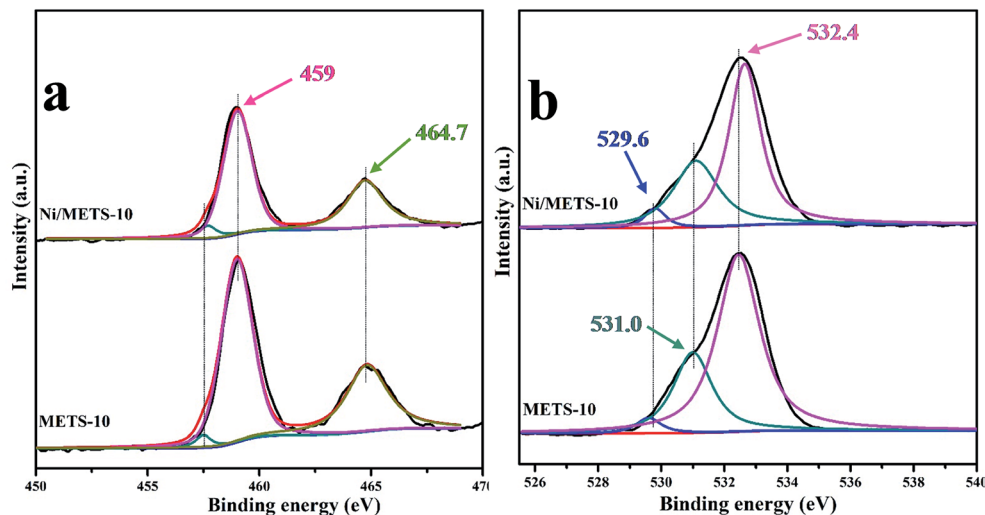 a
459
464.7
Ni/METS-10
METS-10
Intensity (a.u.)
450 455 460 465 470
Binding energy (eV)
b
532.4
529.6
Ni/METS-10
531.0
METS-10
Intensity (a.u.)
526 528 530 532 534 536 538 540
Binding energy (eV)